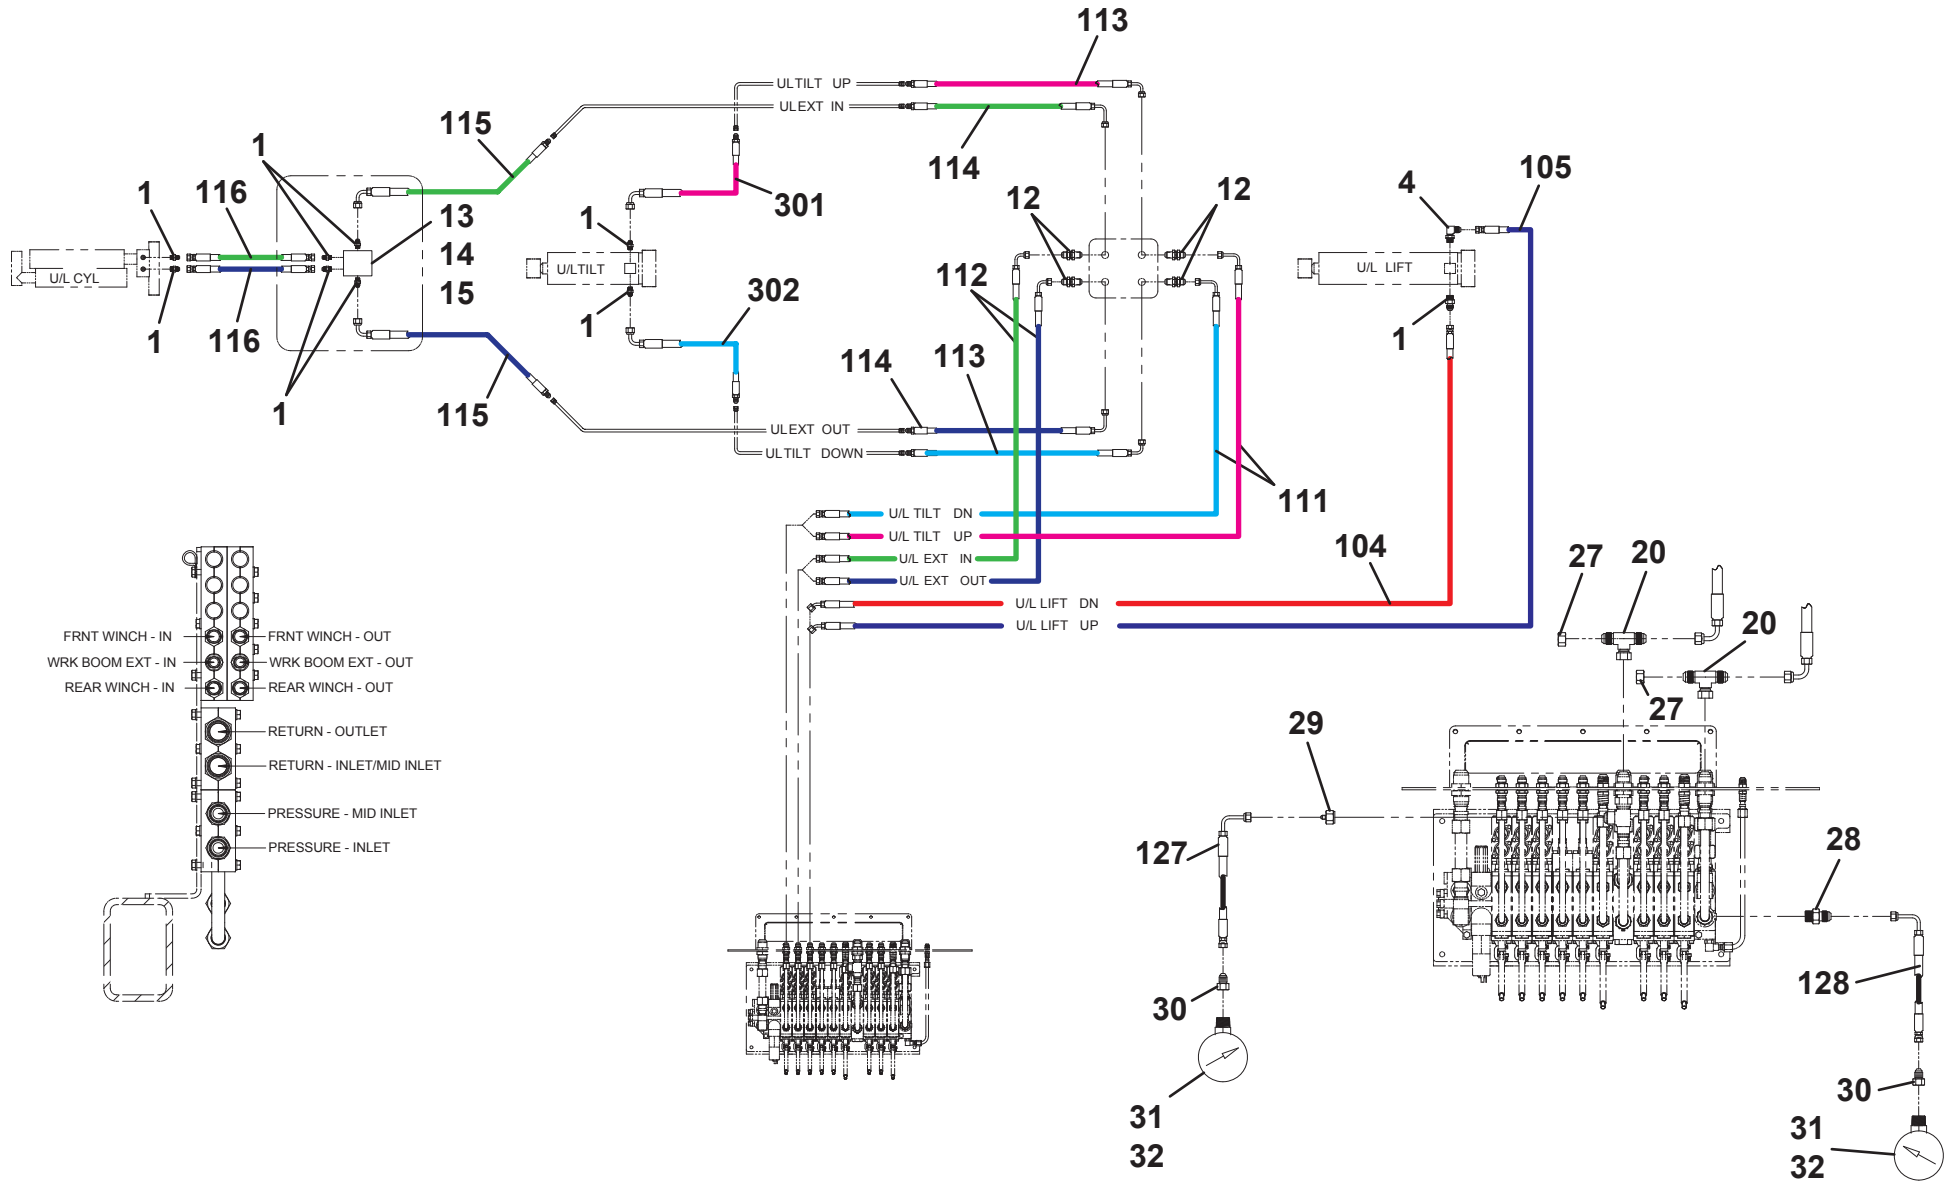 113
ULTILT UP
ULEXT IN
115
1
114
1
116
301
12
12
4
105
13
14
15
1
U/L CYL
U/LTILT
U/L LIFT
1
116
302
1
112
1
1
115
114
113
ULEXT OUT
ULTILT DOWN
111
U/L TILT DN
U/L TILT UP
U/L EXT IN
U/L EXT OUT
U/L LIFT DN
U/L LIFT UP
104
27
20
20
27
FRNT WINCH - IN
FRNT WINCH - OUT
WRK BOOM EXT - IN
WRK BOOM EXT - OUT
REAR WINCH - IN
REAR WINCH - OUT
RETURN - OUTLET
RETURN - INLET/MID INLET
PRESSURE - MID INLET
PRESSURE - INLET
29
127
28
128
30
31
32
30
31
32